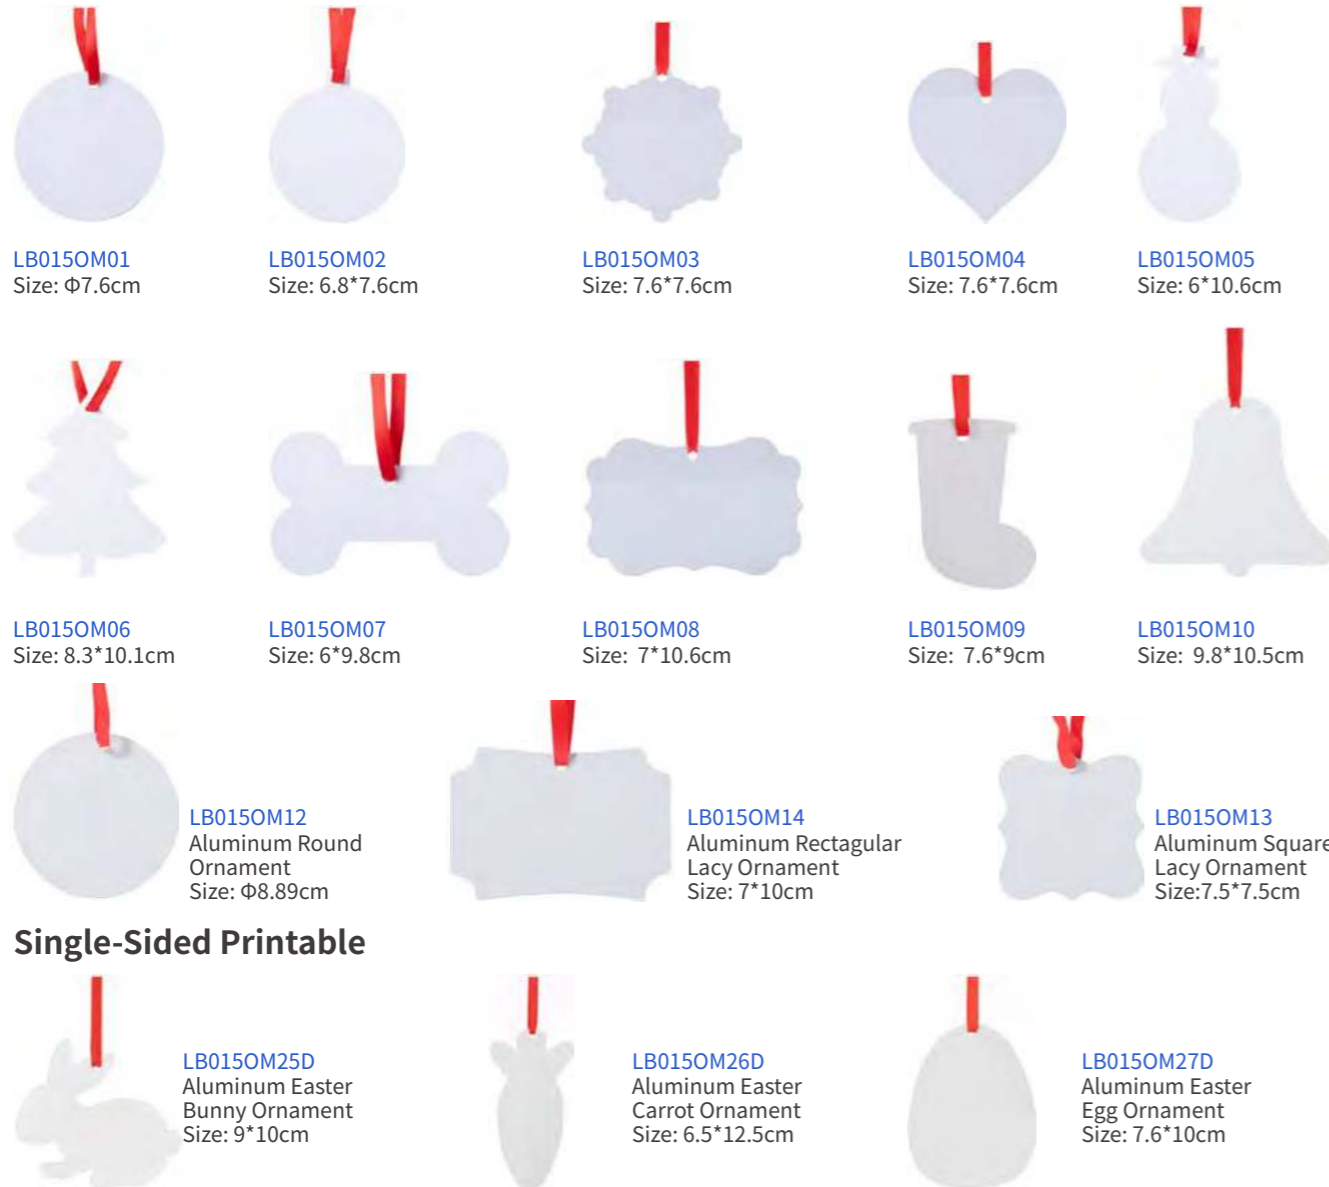 LB015OM01
Size: Φ7.6cm
LB015OM02
Size: 6.8*7.6cm
LB015OM03
Size: 7.6*7.6cm
LB015OM04
Size: 7.6*7.6cm
LB015OM05
Size: 6*10.6cm
LB015OM06
Size: 8.3*10.1cm
LB015OM07
Size: 6*9.8cm
LB015OM08
Size: 7*10.6cm
LB015OM09
Size: 7.6*9cm
LB015OM10
Size: 9.8*10.5cm
LB015OM12
Aluminum Round
Ornament
Size: Φ8.89cm
LB015OM14
Aluminum Rectagular
Lacy Ornament
Size: 7*10cm
LB015OM13
Aluminum Square
Lacy Ornament
Size:7.5*7.5cm
Single-Sided Printable
LB015OM25D
Aluminum Easter
Bunny Ornament
Size: 9*10cm
LB015OM26D
Aluminum Easter
Carrot Ornament
Size: 6.5*12.5cm
LB015OM27D
Aluminum Easter
Egg Ornament
Size: 7.6*10cm